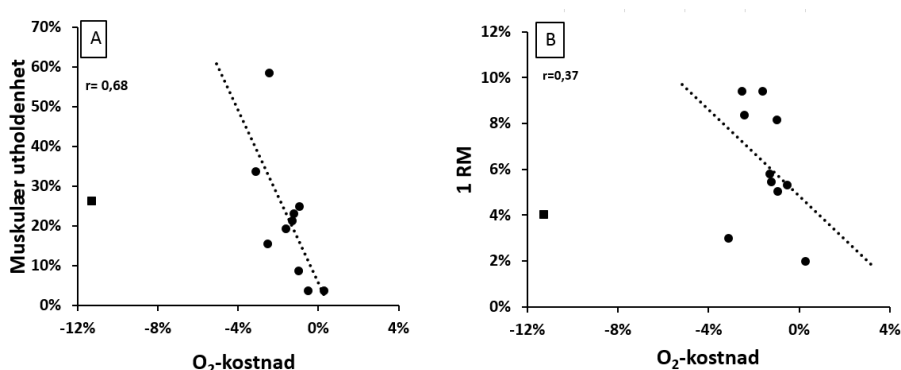 A
r= 0,68
Muskulær utholdenhet
70%
60%
50%
40%
30%
20%
10%
0%
-12% -8% -4% 0% 4%
O₂-kostnad
B
r=0,37
1 RM
12%
10%
8%
6%
4%
2%
0%
-12% -8% -4% 0% 4%
O₂-kostnad